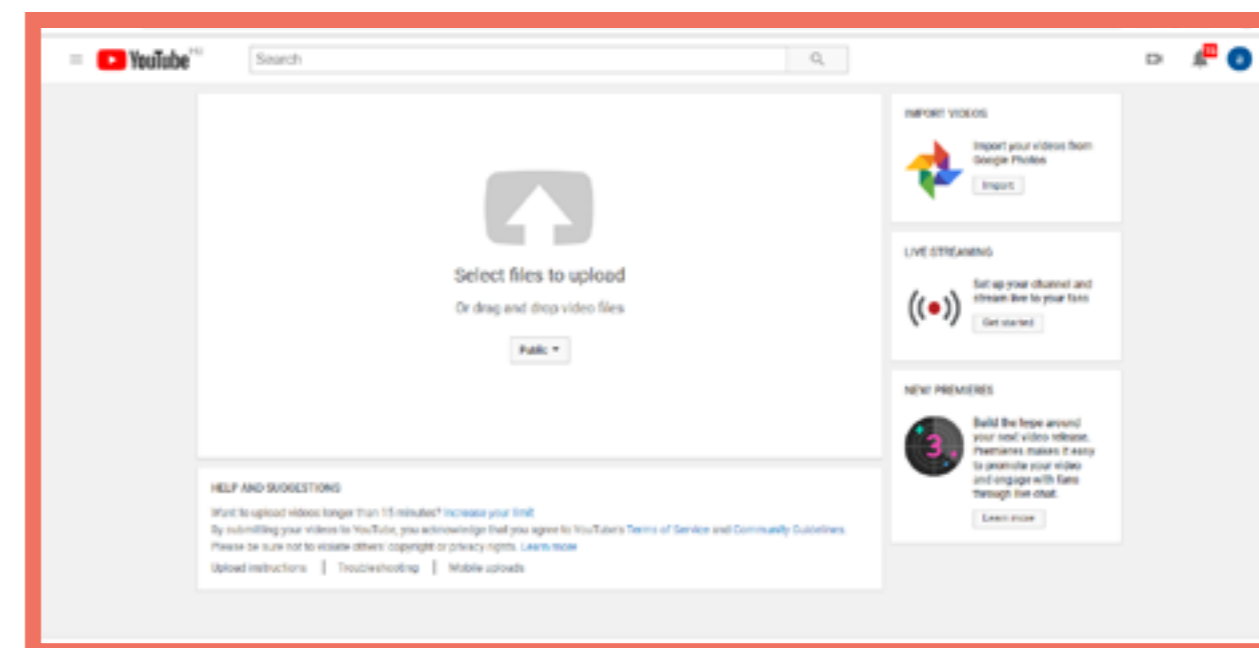 YouTube
Search
Select files to upload
Or drag and drop video files
Public
HELP AND SUGGESTIONS
Want to upload videos longer than 15 minutes? Increase your limit
By submitting your videos to YouTube, you acknowledge that you agree to YouTube's Terms of Service and Community Guidelines.
Please be sure not to violate others' copyright or privacy rights. Learn more
Upload instructions | Troubleshooting | Mobile uploads
IMPORT VIDEOS
Import your videos from
Google Photos
Import
LIVE STREAMING
Set up your channel and
stream live to your fans
Get started
NEW! PREMIERES
3
Build the hype around
your next video release.
Premieres makes it easy
to promote your video
and engage with fans
through live chat.
Learn more